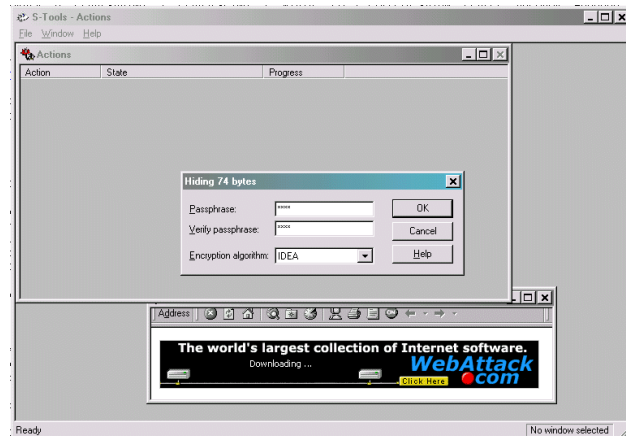 S-Tools - Actions
File Window Help
Actions
Action State Progress
Hiding 74 bytes
Passphrase: ****
Verify passphrase: ****
Encryption algorithm: IDEA
OK
Cancel
Help
Address
The world's largest collection of Internet software.
Downloading ...
WebAttack
Click Here
com
Ready
No window selected